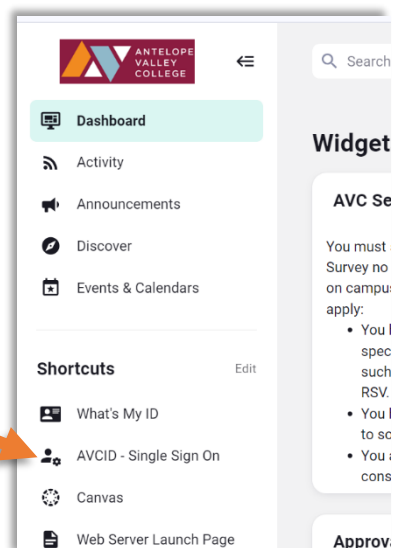 ANTELOPE
VALLEY
COLLEGE
Dashboard
Activity
Announcements
Discover
Events & Calendars
Shortcuts Edit
What's My ID
AVCID - Single Sign On
Canvas
Web Server Launch Page
Search
Widget
AVC Se
You must
Survey no
on campus
apply:
• You
spec
such
RSV.
• You
to sc
• You
cons
Approva